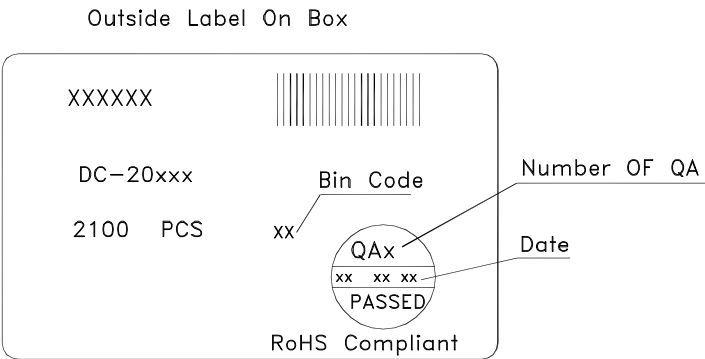 Outside Label On Box
XXXXXX
DC-20xxx
Bin Code
Number OF QA
2100 PCS
xx
QAx
Date
xx xx xx
PASSED
RoHS Compliant